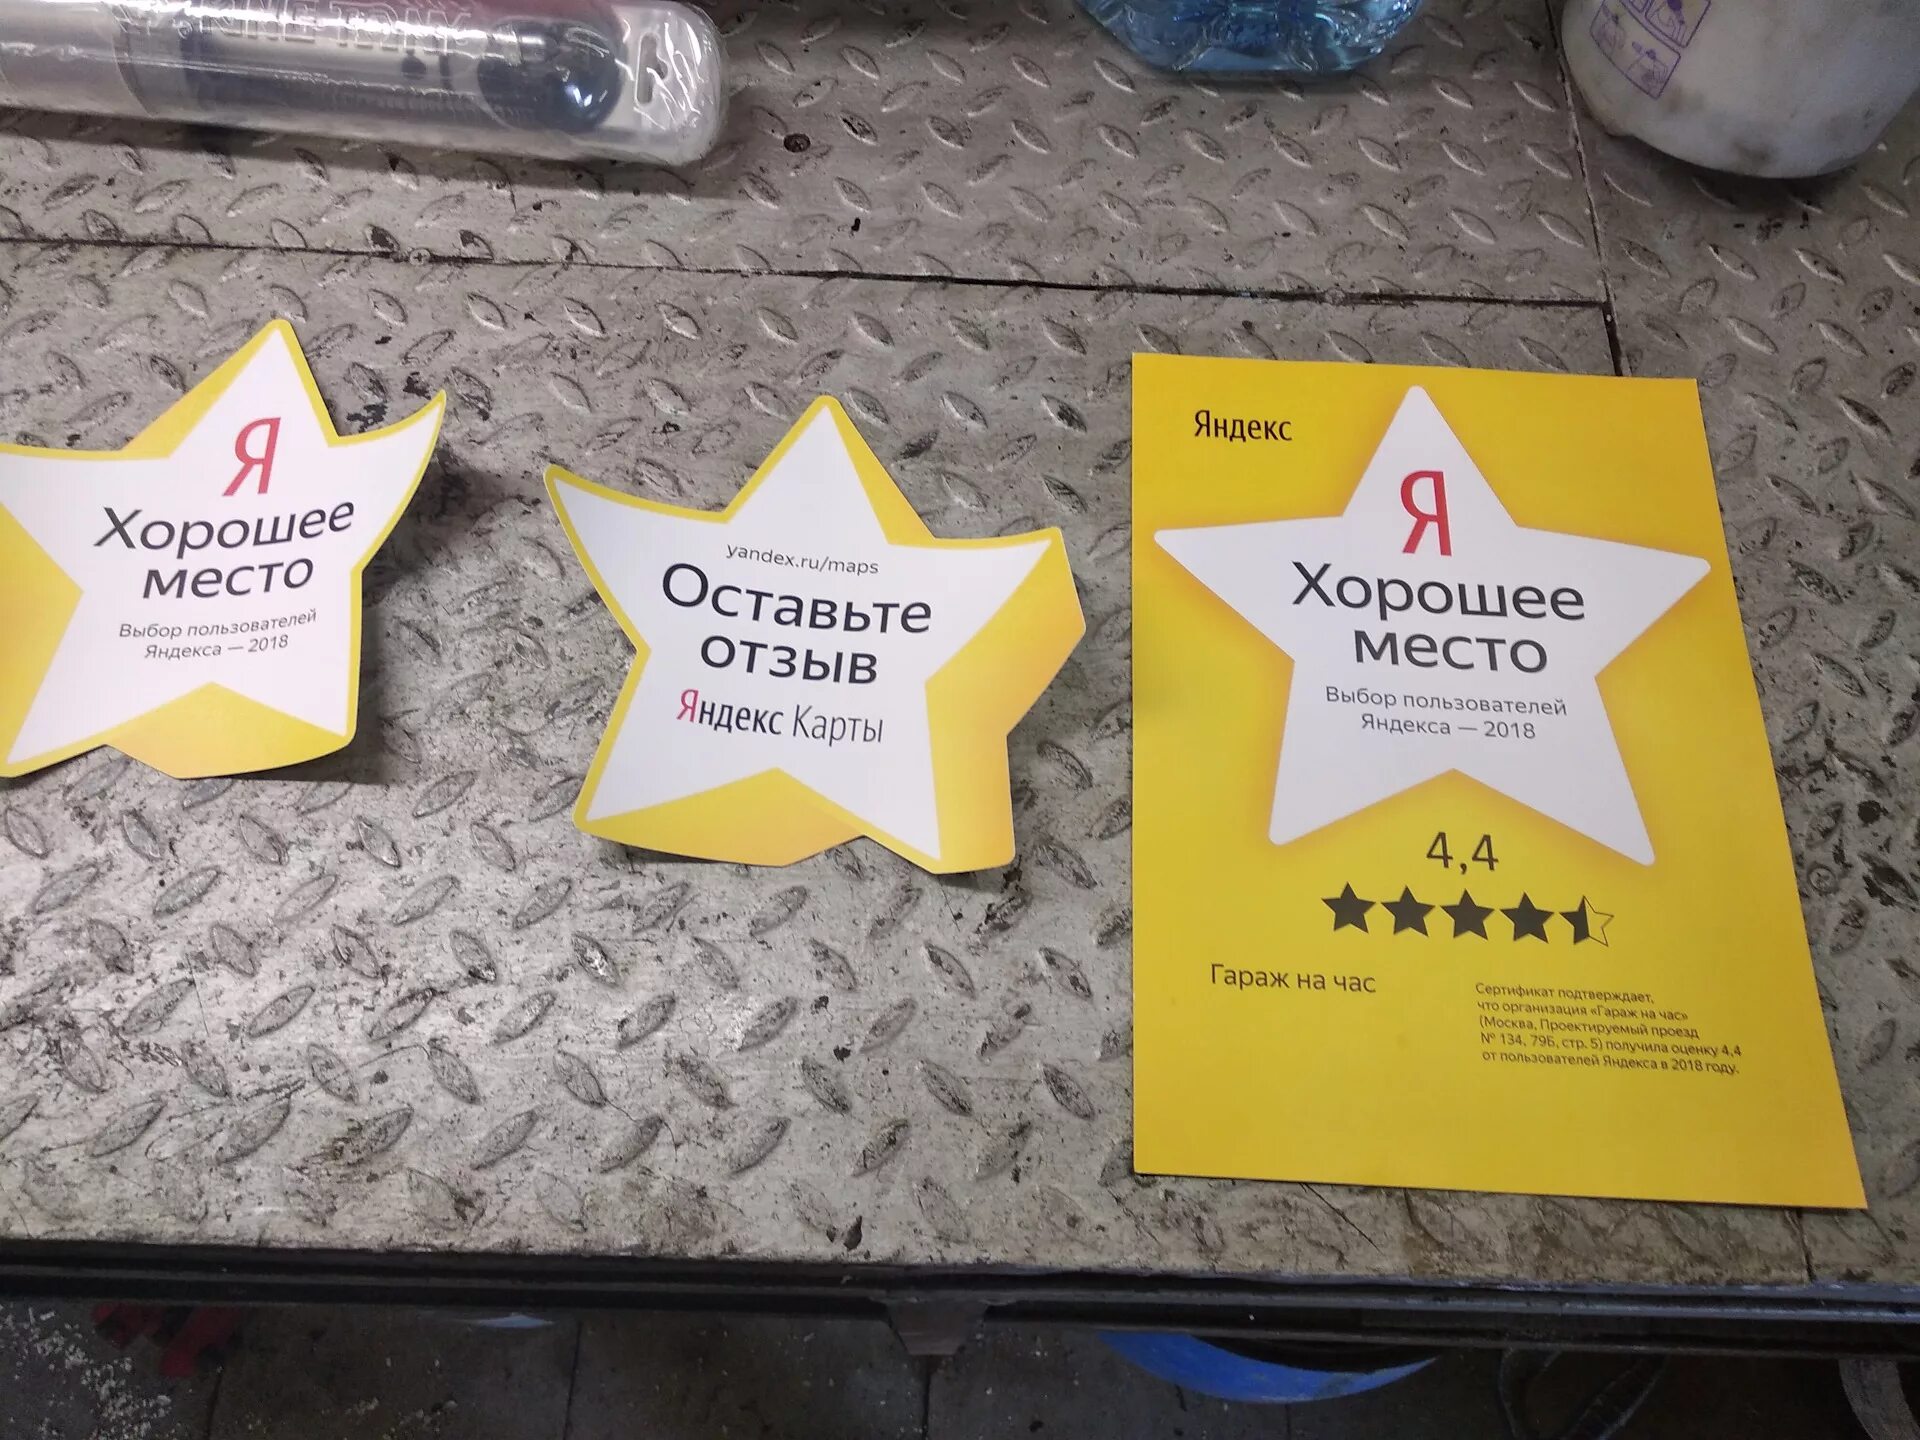 Я
Хорошее
место
Выбор пользователей
Яндекса — 2018
yandex.ru/maps
Оставьте
отзыв
Яндекс Карты
Яндекс
Я
Хорошее
место
Выбор пользователей
Яндекса — 2018
4,4
Гараж на час
Сертификат подтверждает,
что организация «Гараж на час»
(Москва, Проектируемый проезд
№ 134, 79Б, стр. 5) получила оценку 4,4
от пользователей Яндекса в 2018 году.